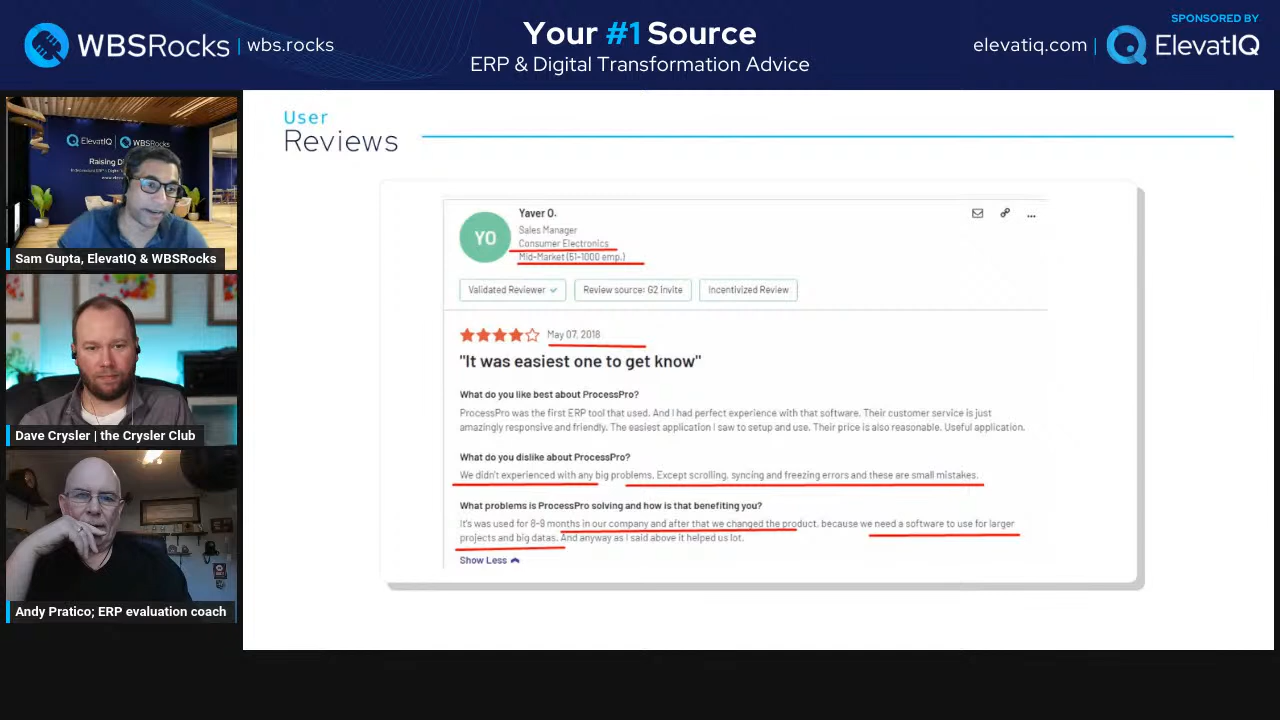 WBSRocks | wbs.rocks
Your #1 Source
ERP & Digital Transformation Advice
SPONSORED BY
elevatiq.com | ElevatIQ
ElevatIQ | WBSRocks
Raising Di
Sam Gupta, ElevatIQ & WBSRocks
Dave Crysler | the Crysler Club
Andy Pratico; ERP evaluation coach
User
Reviews
YO
Yaver O.
Sales Manager
Consumer Electronics
Mid-Market (51-1000 emp.)
...
Validated Reviewer
Review source: G2 Invite
Incentivized Review
May 07, 2018
"It was easiest one to get know"
What do you like best about ProcessPro?
ProcessPro was the first ERP tool that used. And I had perfect experience with that software. Their customer service is just
amazingly responsive and friendly. The easiest application I saw to setup and use. Their price is also reasonable. Useful application.
What do you dislike about ProcessPro?
We didn't experienced with any big problems, Except scrolling, syncing and freezing errors and these are small mistakes.
What problems is ProcessPro solving and how is that benefiting you?
It's was used for 8-9 months in our company and after that we changed the product, because we need a software to use for larger
projects and big datas. And anyway as I said above it helped us lot.
Show Less